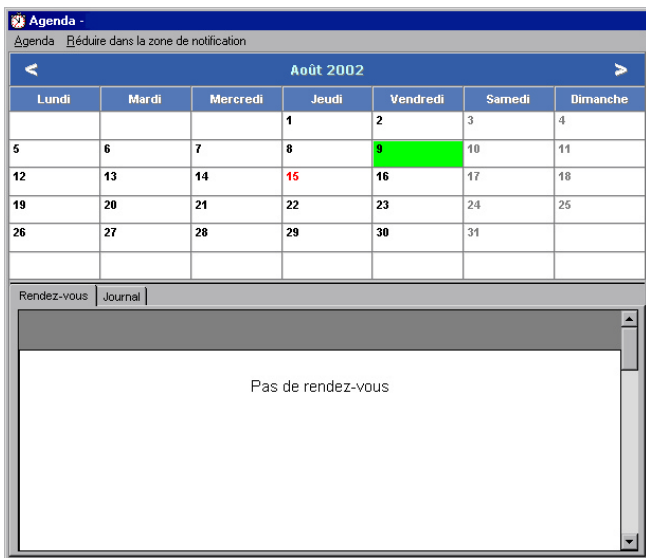 Agenda -
Agenda Réduire dans la zone de notification
< Août 2002 >
Lundi Mardi Mercredi Jeudi Vendredi Samedi Dimanche
1 2 3 4
5 6 7 8 9 10 11
12 13 14 15 16 17 18
19 20 21 22 23 24 25
26 27 28 29 30 31
Rendez-vous Journal
Pas de rendez-vous